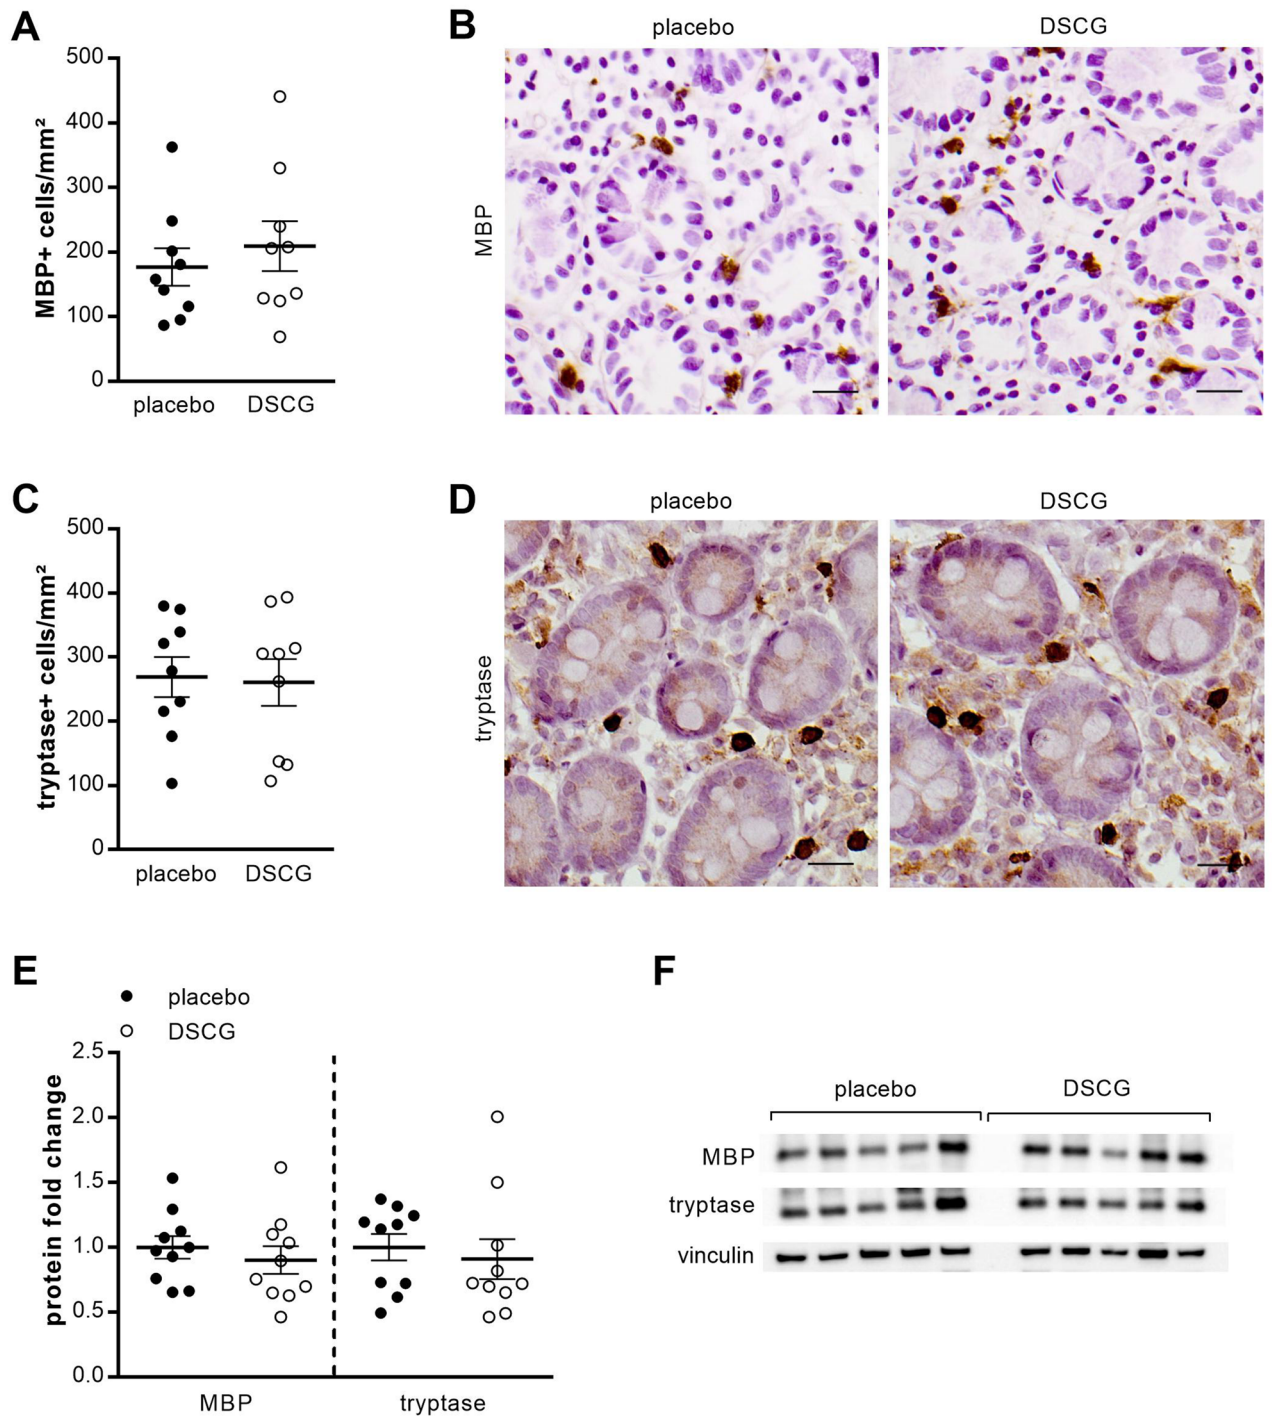 A
500
400
300
200
100
0
MBP+ cells/mm²
placebo DSCG
B
placebo DSCG
MBP
C
500
400
300
200
100
0
tryptase+ cells/mm²
placebo DSCG
D
placebo DSCG
tryptase
E
placebo
DSCG
2.5
2.0
1.5
1.0
0.5
0.0
protein fold change
MBP tryptase
F
placebo DSCG
MBP
tryptase
vinculin